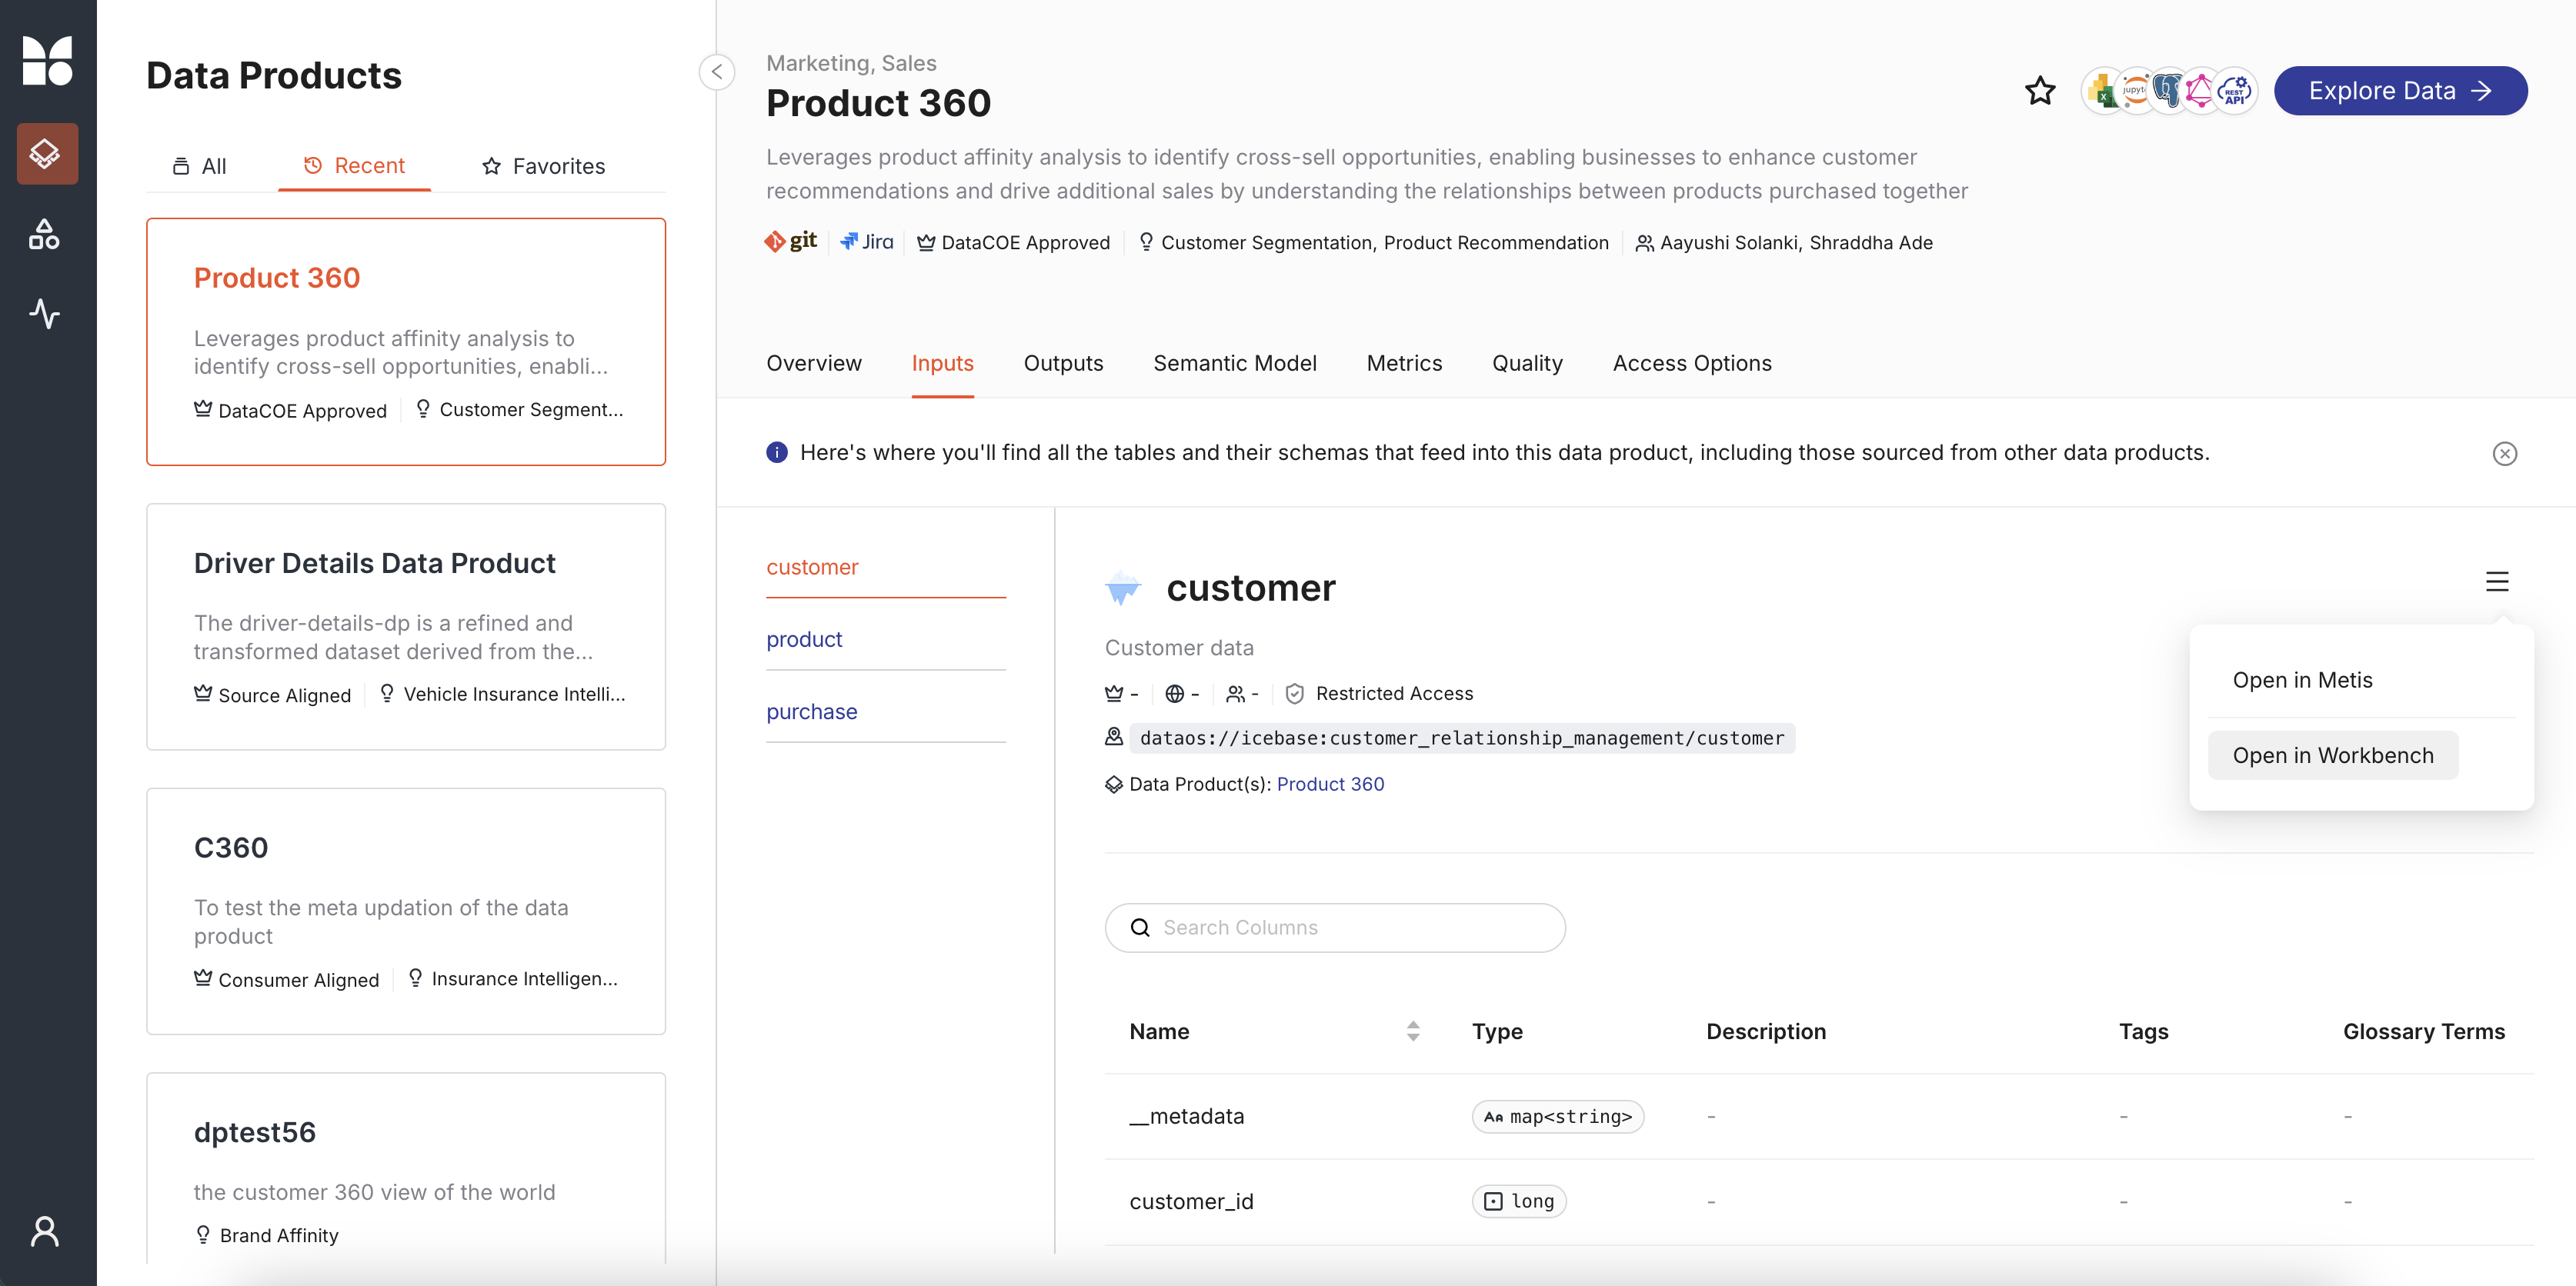 Data Products
All
Recent
Favorites
Product 360
Leverages product affinity analysis to
identify cross-sell opportunities, enabli...
DataCOE Approved
Customer Segment...
Driver Details Data Product
The driver-details-dp is a refined and
transformed dataset derived from the...
Source Aligned
Vehicle Insurance Intelli...
C360
To test the meta updation of the data
product
Consumer Aligned
Insurance Intelligen...
dptest56
the customer 360 view of the world
Brand Affinity
Marketing, Sales
Product 360
Leverages product affinity analysis to identify cross-sell opportunities, enabling businesses to enhance customer
recommendations and drive additional sales by understanding the relationships between products purchased together
git
Jira
DataCOE Approved
Customer Segmentation, Product Recommendation
Aayushi Solanki, Shraddha Ade
REST
API
Explore Data
Overview
Inputs
Outputs
Semantic Model
Metrics
Quality
Access Options
Here's where you'll find all the tables and their schemas that feed into this data product, including those sourced from other data products.
customer
product
purchase
customer
Customer data
-
-
-
Restricted Access
dataos://icebase:customer_relationship_management/customer
Data Product(s): Product 360
Open in Metis
Open in Workbench
Search Columns
Name Type Description Tags Glossary Terms
__metadata Aa map<string> - - -
customer_id long - - -